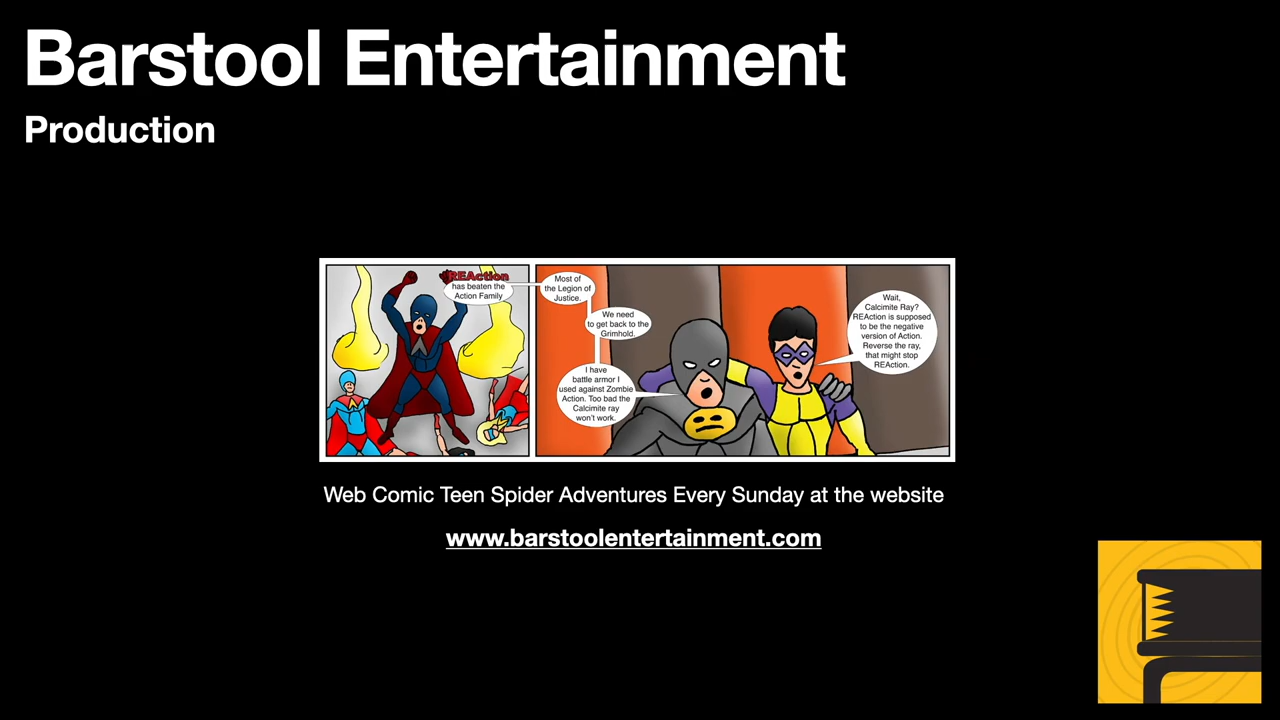 Barstool Entertainment
Production
REAction
has beaten the
Action Family
Most of
the Legion of
Justice.
We need
to get back to the
Grimhold.
I have
battle armor I
used against Zombie
Action. Too bad the
Calcimite ray
won't work.
Wait,
Calcimite Ray?
REAction is supposed
to be the negative
version of Action.
Reverse the ray,
that might stop
REAction.
Web Comic Teen Spider Adventures Every Sunday at the website
www.barstoolentertainment.com